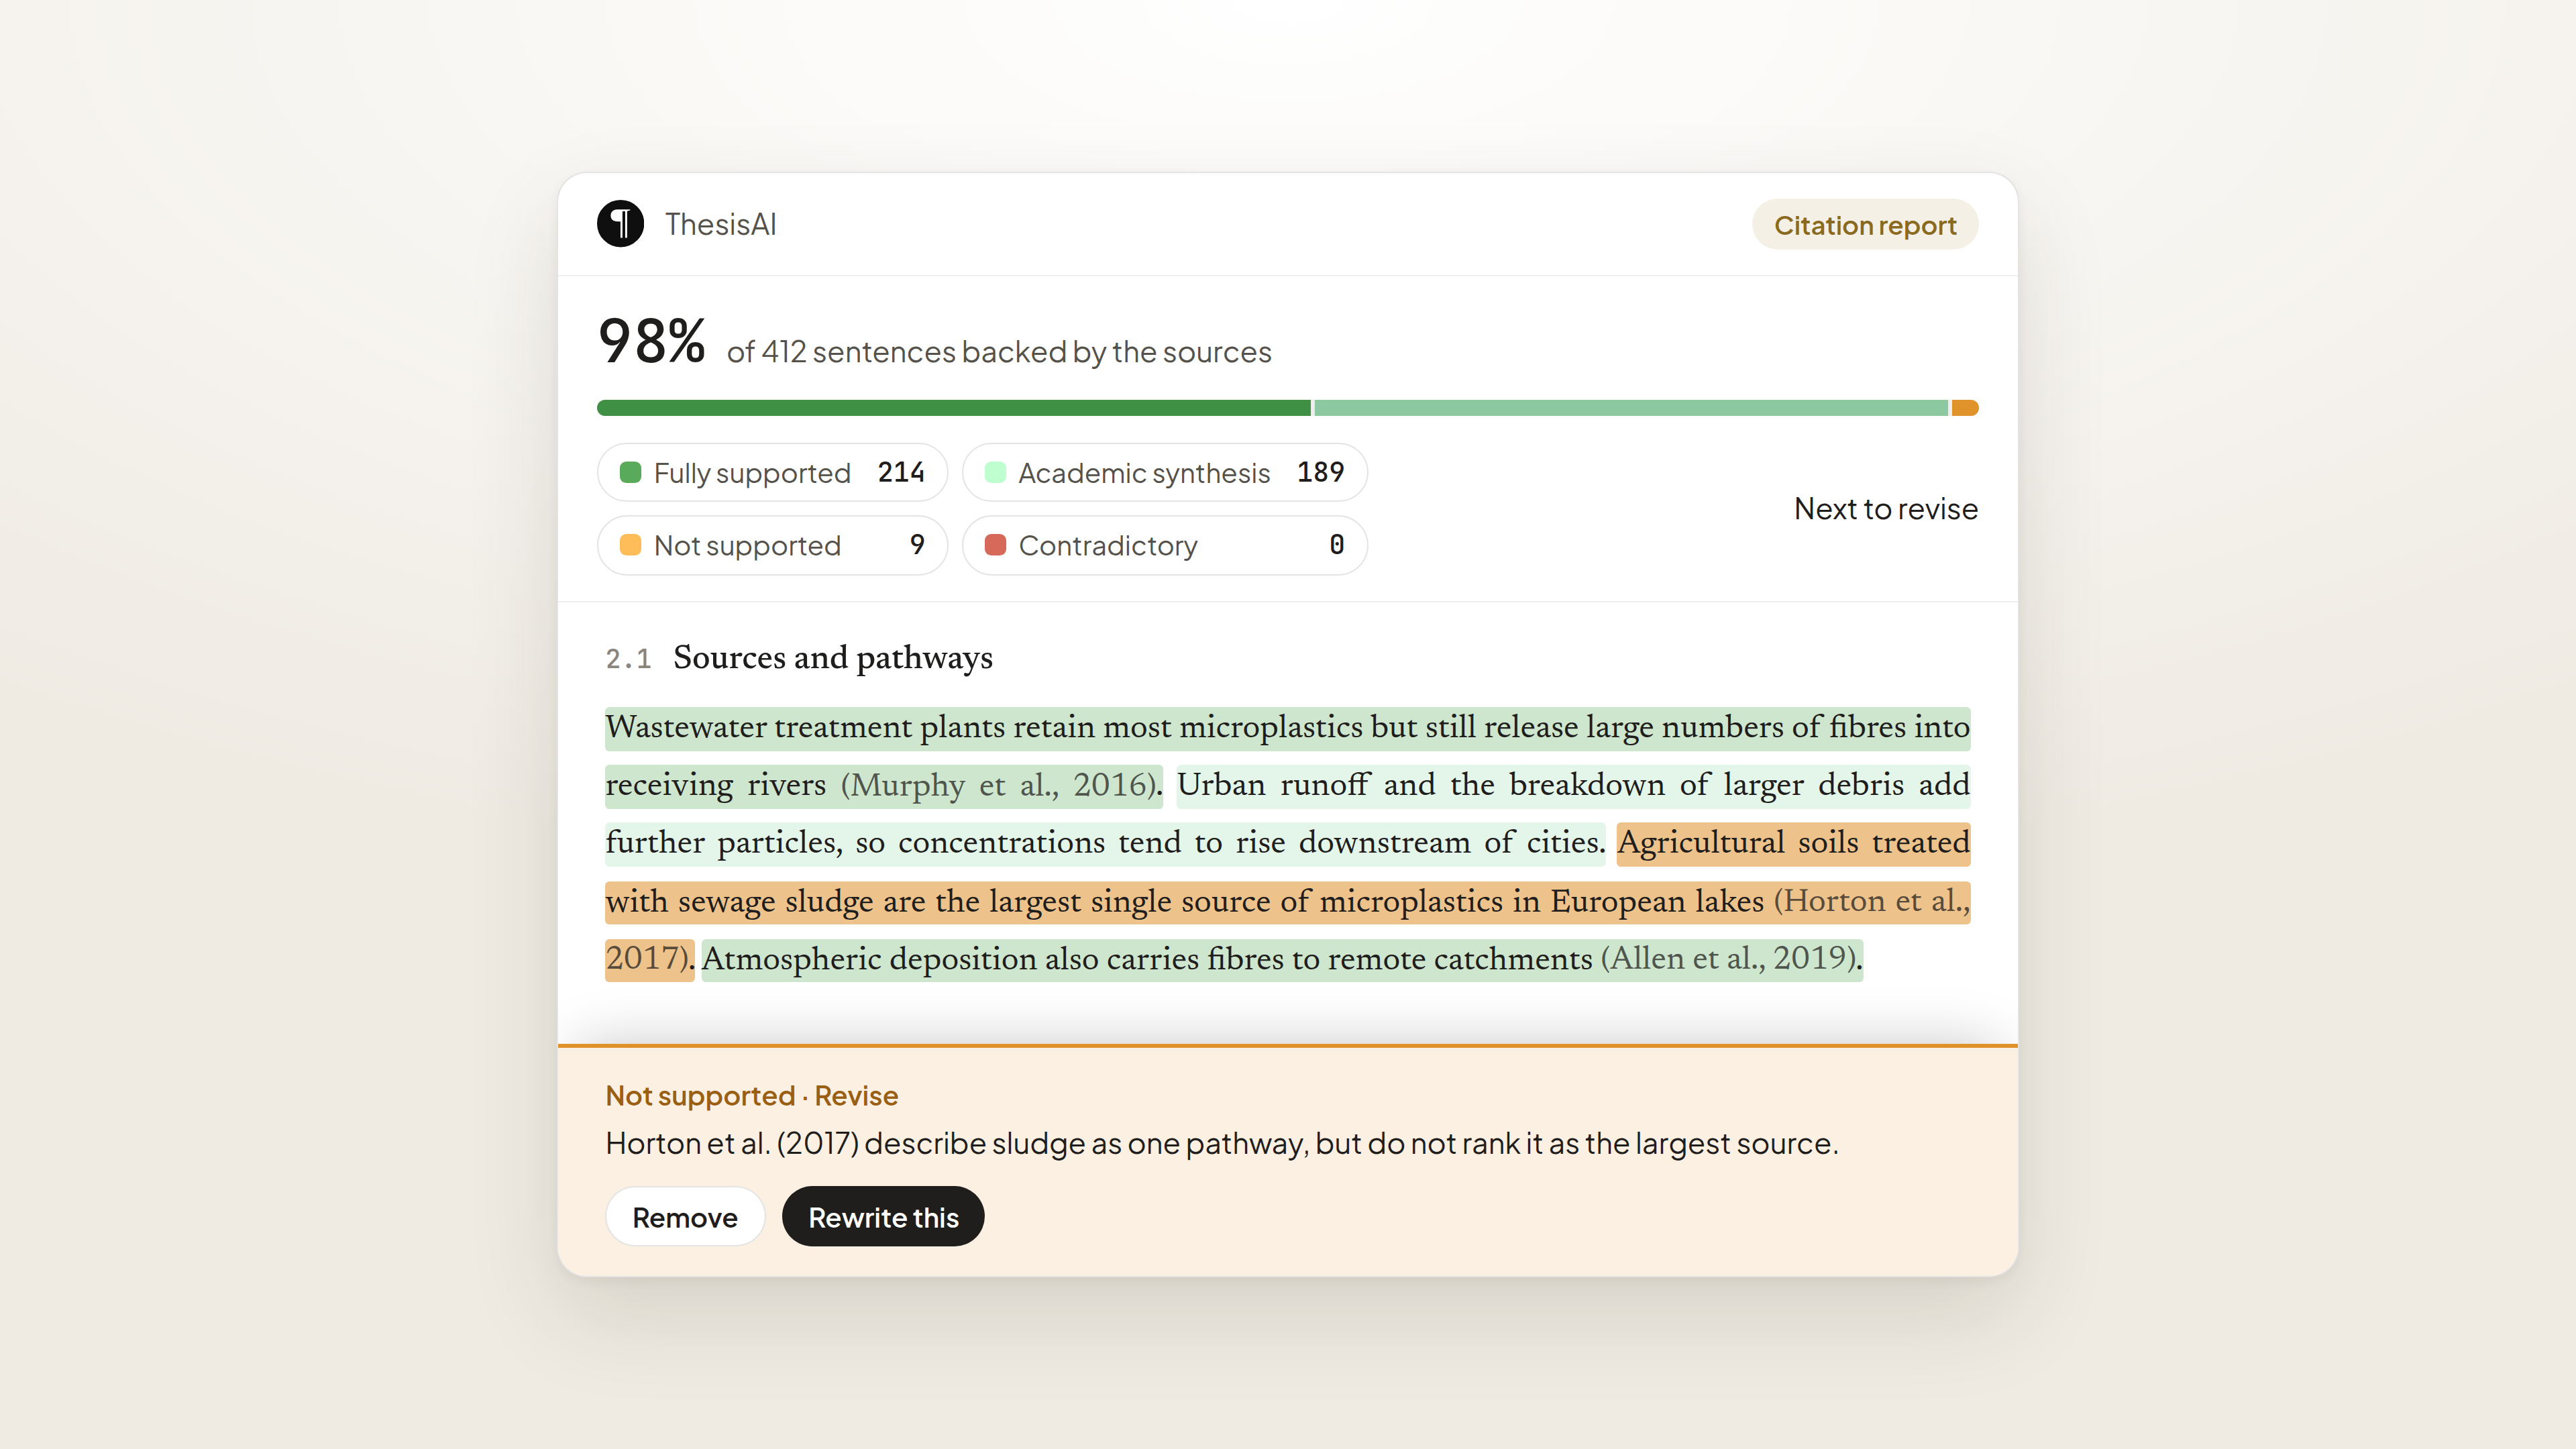 ¶ ThesisAI
Citation report
98% of 412 sentences backed by the sources
Fully supported 214
Academic synthesis 189
Not supported 9
Contradictory 0
Next to revise
2.1 Sources and pathways
Wastewater treatment plants retain most microplastics but still release large numbers of fibres into
receiving rivers (Murphy et al., 2016). Urban runoff and the breakdown of larger debris add
further particles, so concentrations tend to rise downstream of cities. Agricultural soils treated
with sewage sludge are the largest single source of microplastics in European lakes (Horton et al.,
2017). Atmospheric deposition also carries fibres to remote catchments (Allen et al., 2019).
Not supported · Revise
Horton et al. (2017) describe sludge as one pathway, but do not rank it as the largest source.
Remove
Rewrite this